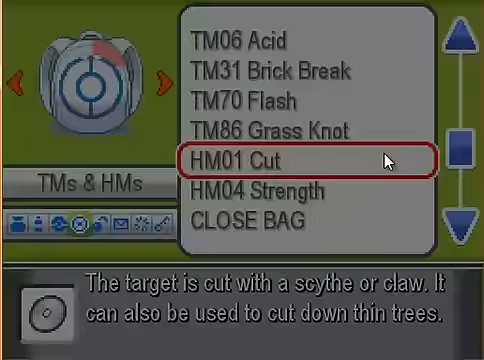 TM06 Acid
TM31 Brick Break
TM70 Flash
TM86 Grass Knot
HM01 Cut
HM04 Strength
CLOSE BAG
TMs & HMs
The target is cut with a scythe or claw. It
can also be used to cut down thin trees.